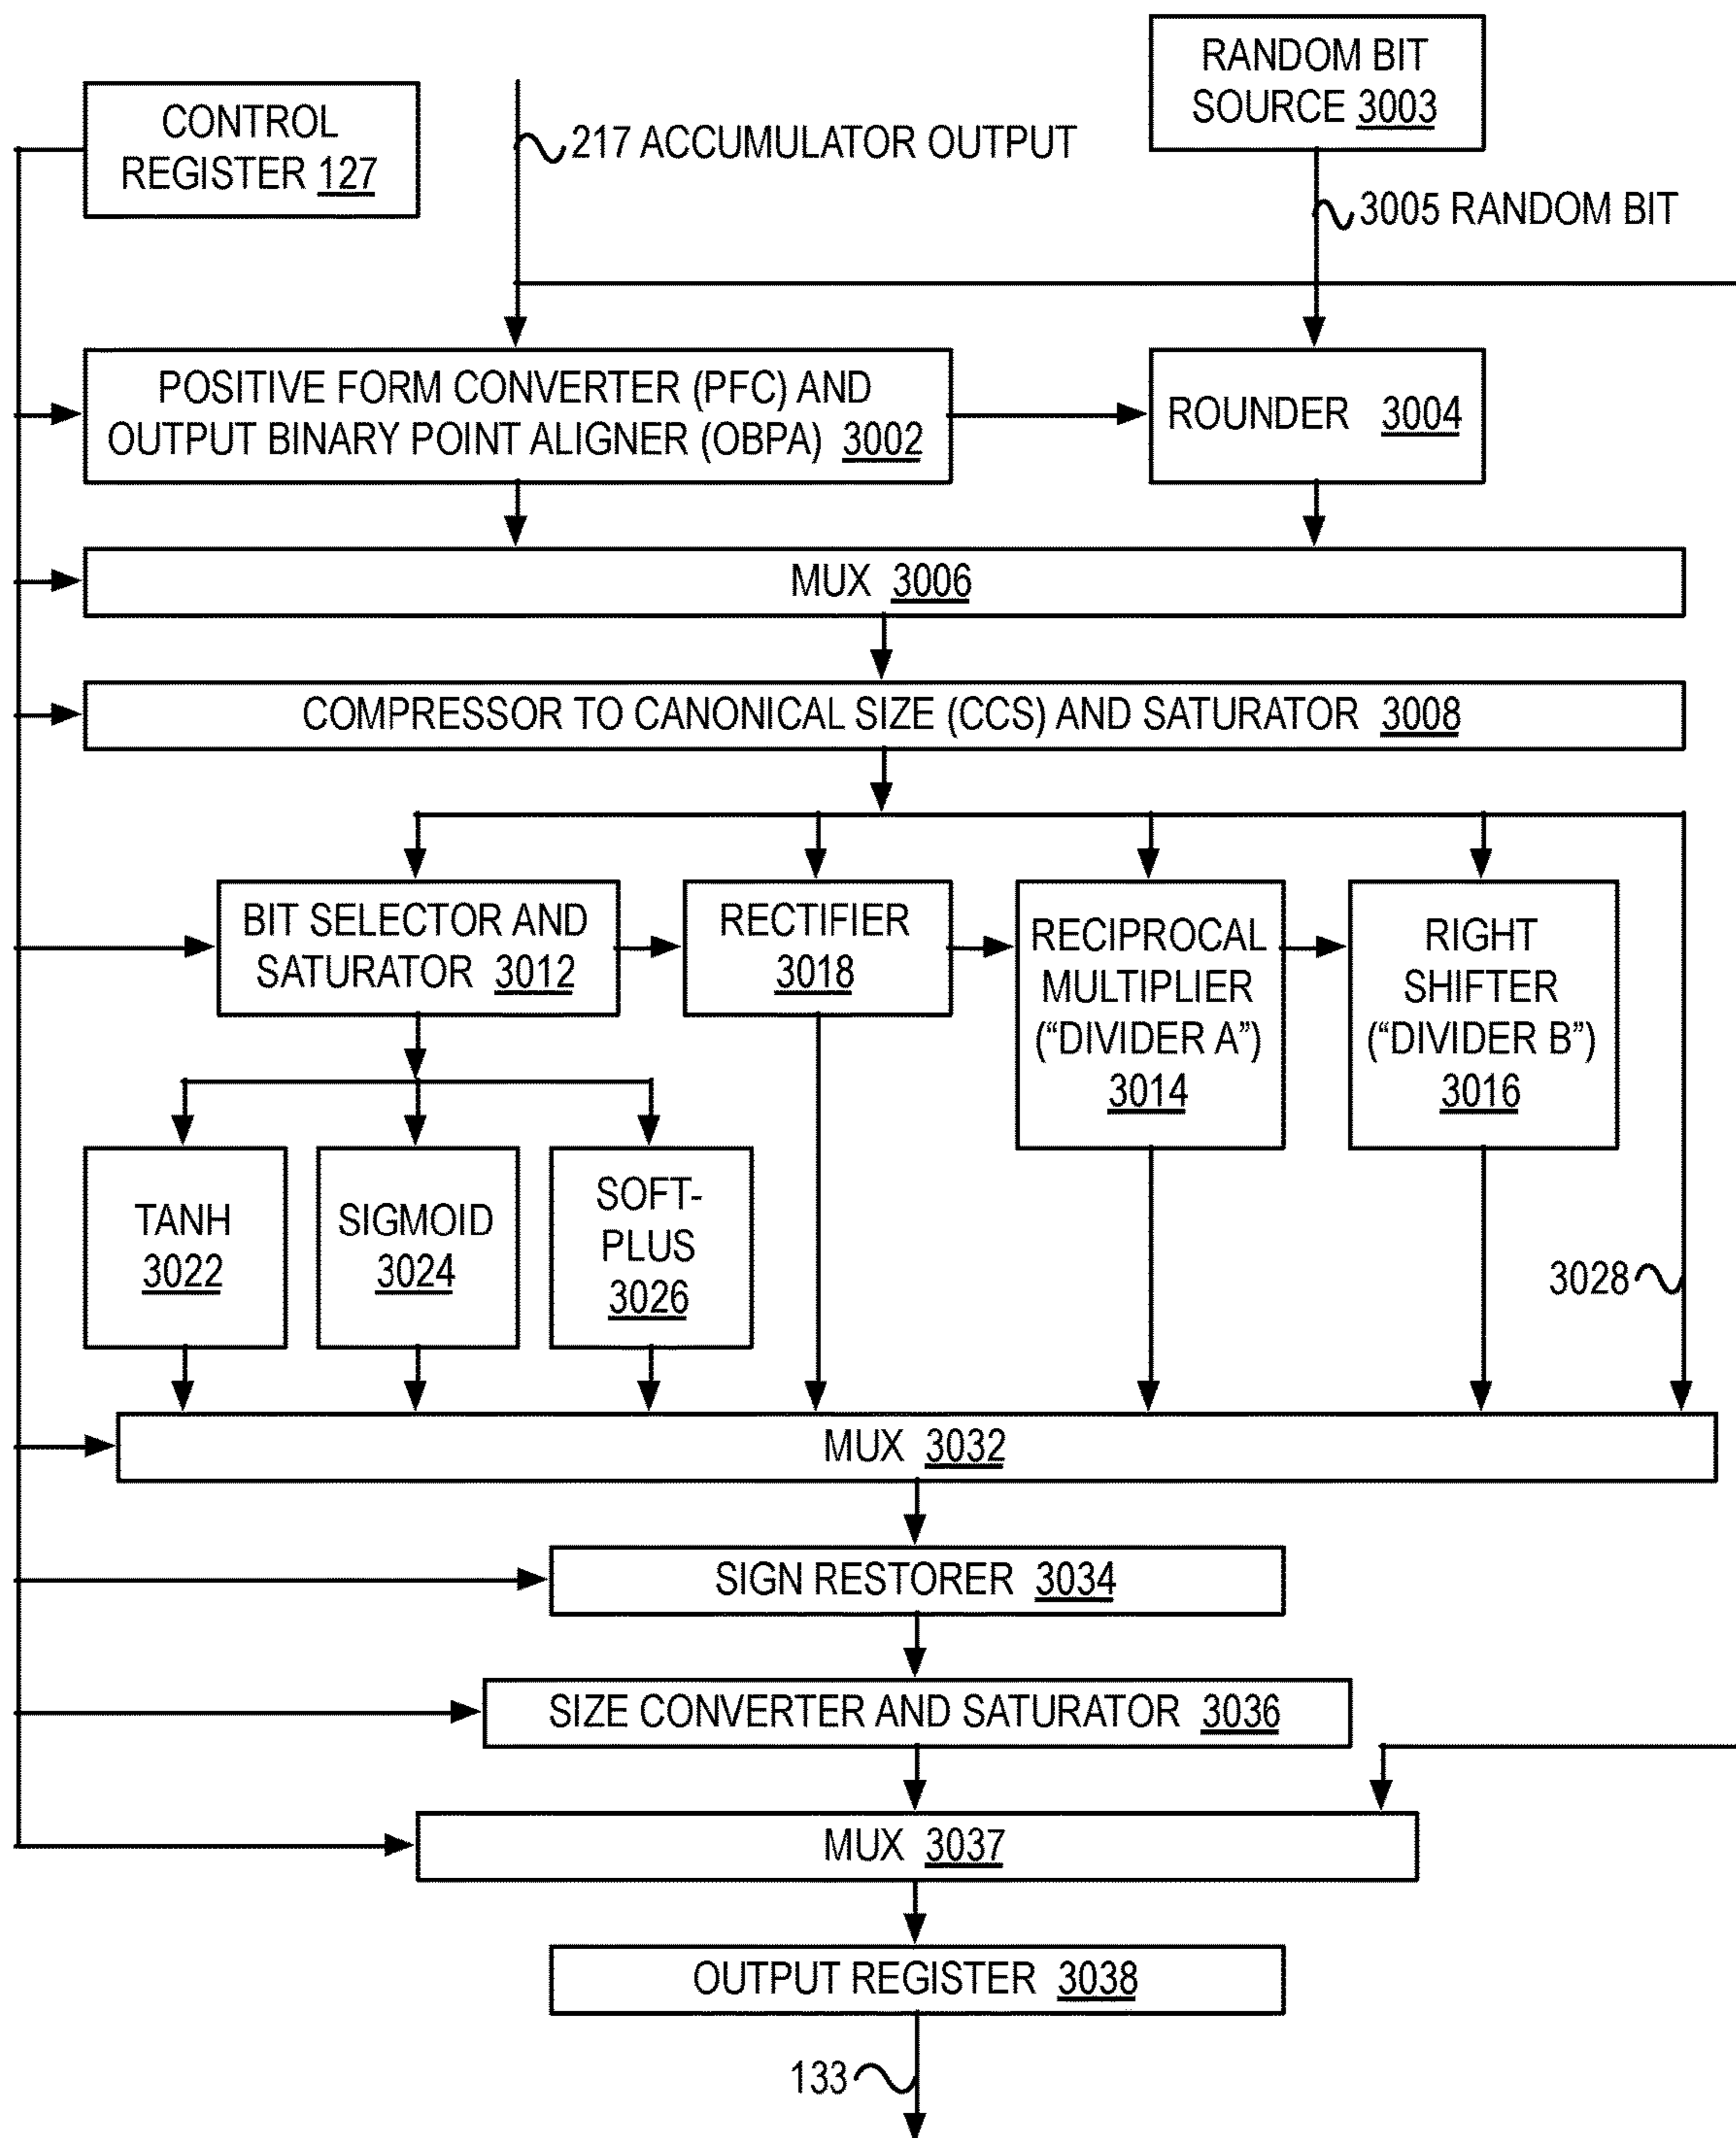 RANDOM BIT
SOURCE 3003
CONTROL
REGISTER 127
217 ACCUMULATOR OUTPUT
3005 RANDOM BIT
POSITIVE FORM CONVERTER (PFC) AND
OUTPUT BINARY POINT ALIGNER (OBPA) 3002
ROUNDER 3004
MUX 3006
COMPRESSOR TO CANONICAL SIZE (CCS) AND SATURATOR 3008
BIT SELECTOR AND
SATURATOR 3012
RECTIFIER
3018
RECIPROCAL
MULTIPLIER
(“DIVIDER A”)
3014
RIGHT
SHIFTER
(“DIVIDER B”)
3016
TANH
3022
SIGMOID
3024
SOFT-
PLUS
3026
3028
MUX 3032
SIGN RESTORER 3034
SIZE CONVERTER AND SATURATOR 3036
MUX 3037
OUTPUT REGISTER 3038
133